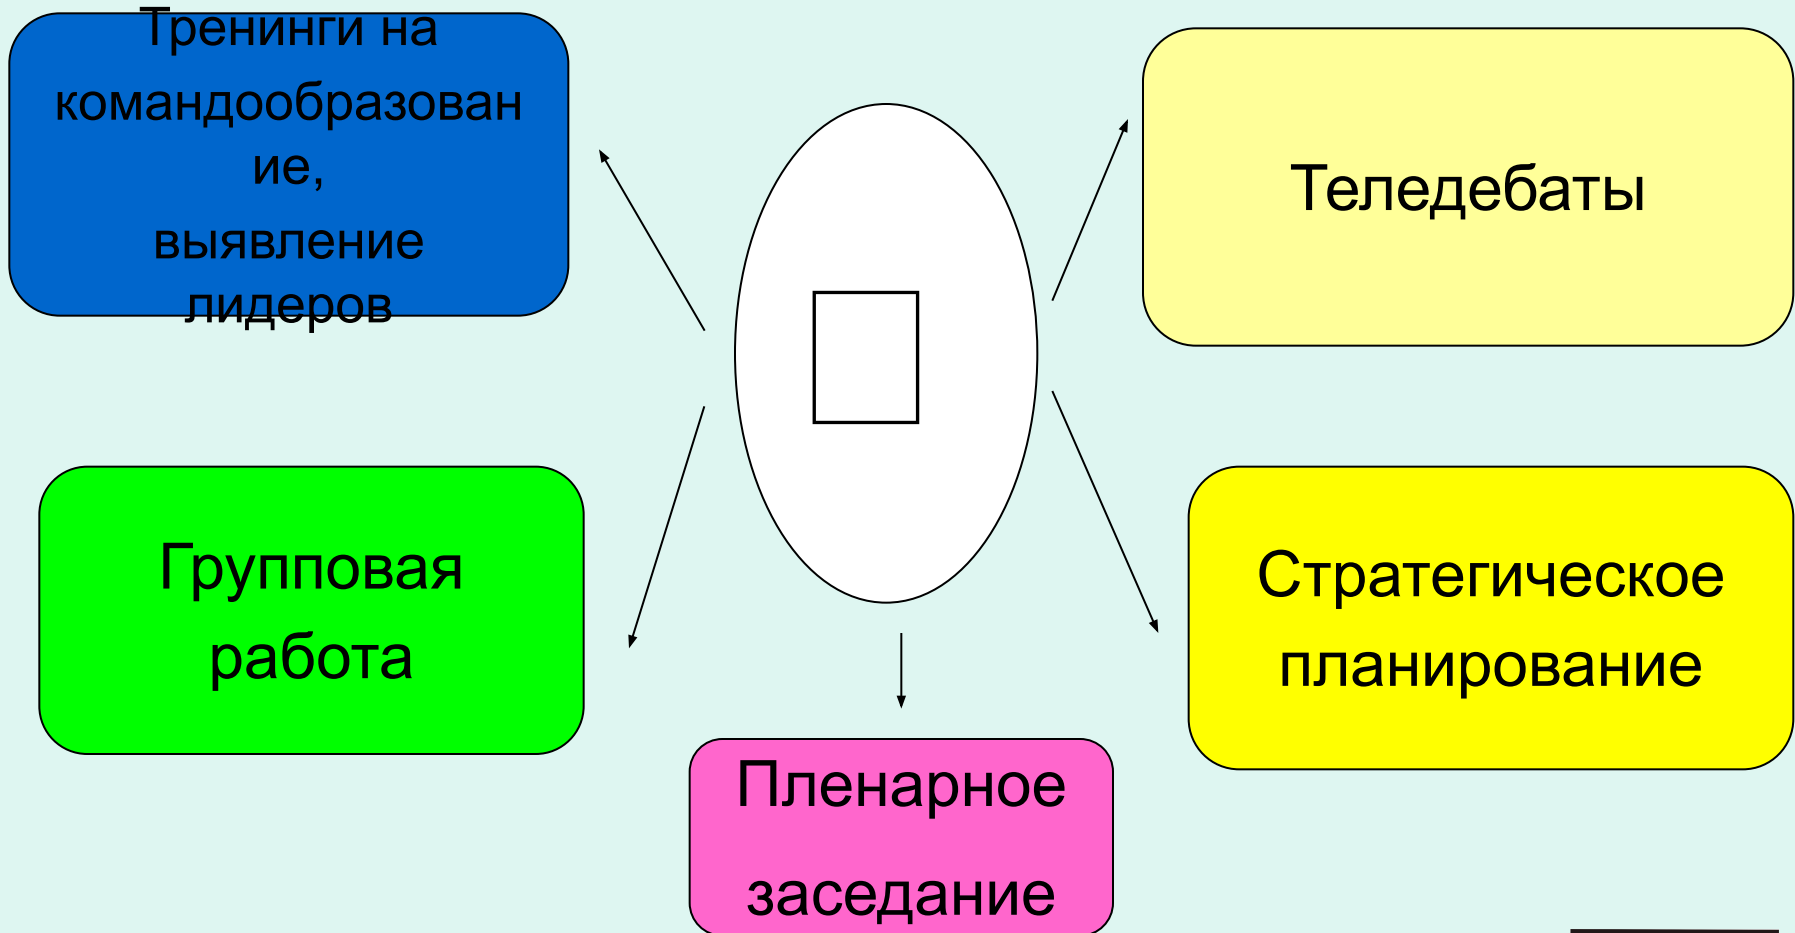 Тренинги на
командообразован
ие,
выявление
лидеров
Теледебаты
Групповая
работа
Стратегическое
планирование
Пленарное
заседание